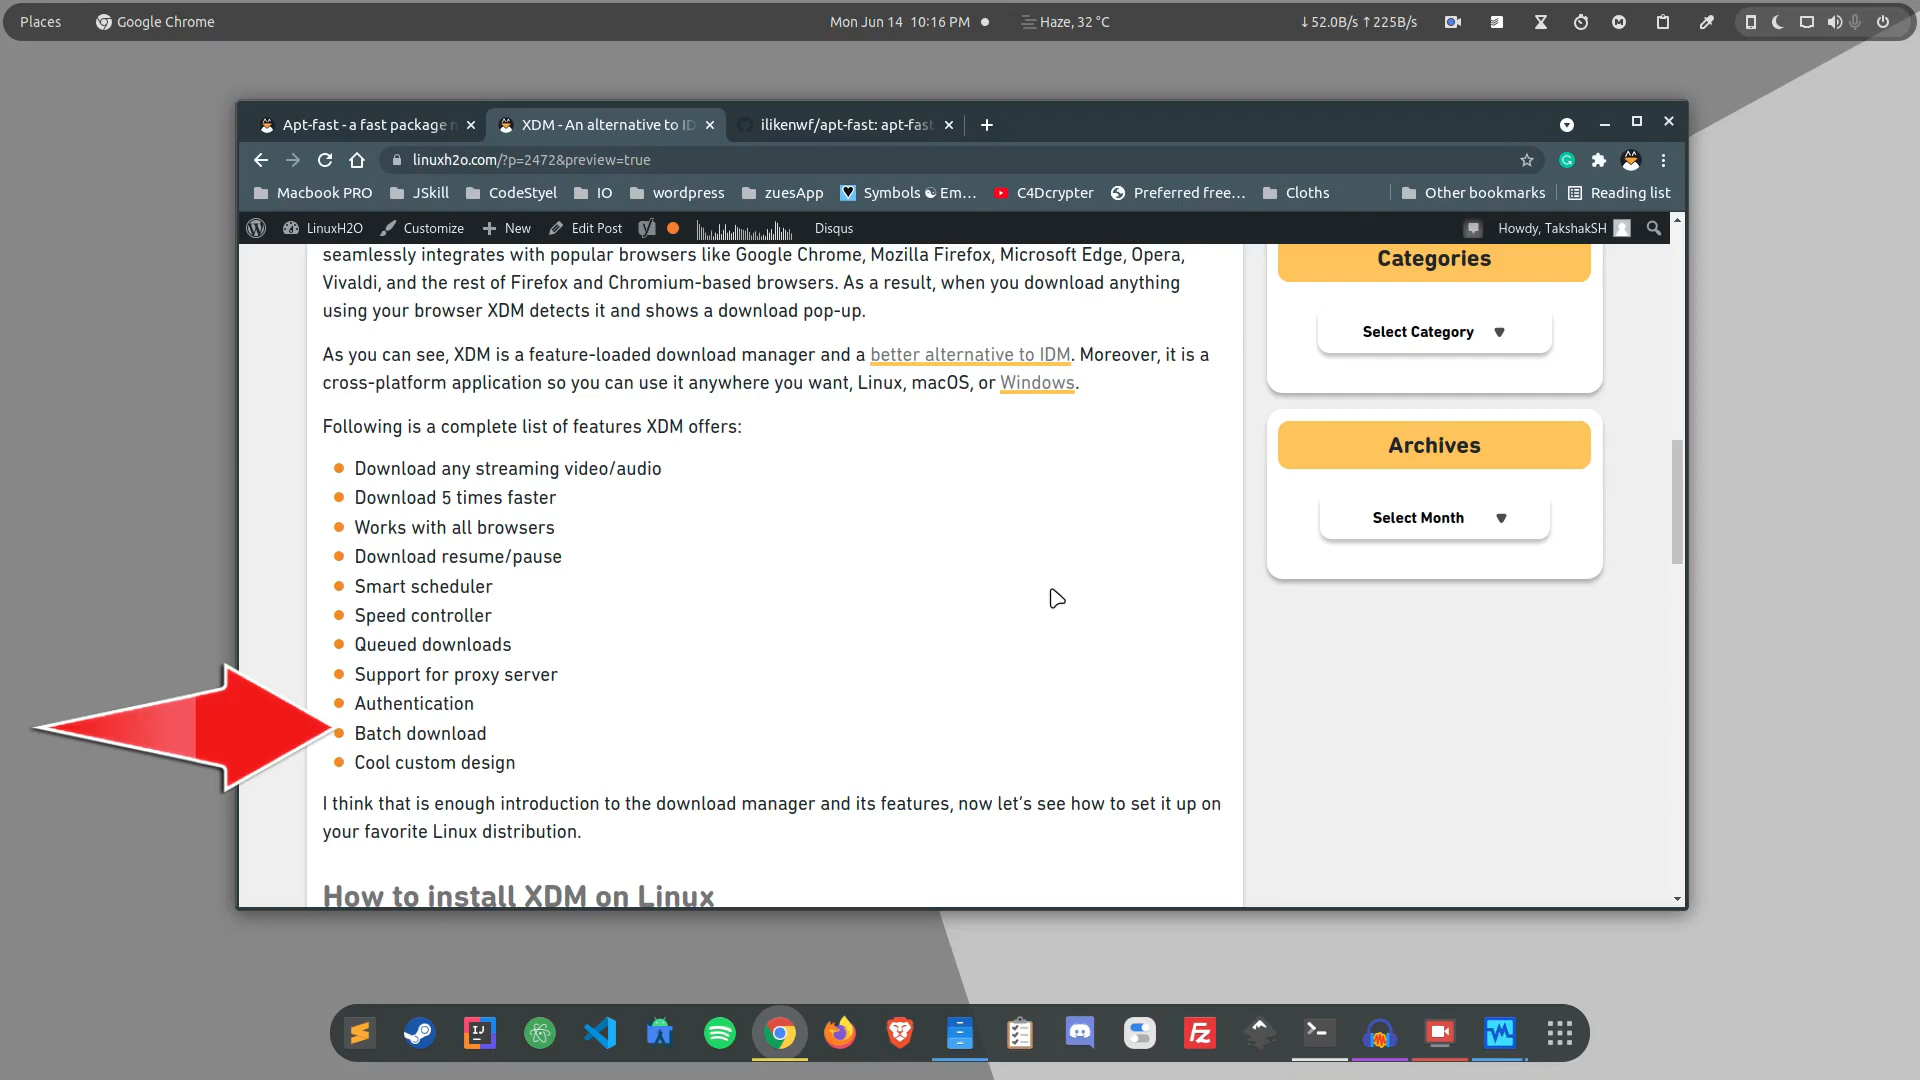 Places
Google Chrome
Mon Jun 14 10:16 PM
Haze, 32 °C
↓52.0B/s ↑225B/s
Apt-fast - a fast package
XDM - An alternative to ID
ilikenwf/apt-fast: apt-fast
linuxh2o.com/?p=2472&preview=true
Macbook PRO
JSkill
CodeStyel
IO
wordpress
zuesApp
Symbols ☯ Em…
C4Dcrypter
Preferred free…
Cloths
Other bookmarks
Reading list
LinuxH2O
Customize
New
Edit Post
Disqus
Howdy, TakshakSH
seamlessly integrates with popular browsers like Google Chrome, Mozilla Firefox, Microsoft Edge, Opera,
Vivaldi, and the rest of Firefox and Chromium-based browsers. As a result, when you download anything
using your browser XDM detects it and shows a download pop-up.
As you can see, XDM is a feature-loaded download manager and a better alternative to IDM. Moreover, it is a
cross-platform application so you can use it anywhere you want, Linux, macOS, or Windows.
Following is a complete list of features XDM offers:
Download any streaming video/audio
Download 5 times faster
Works with all browsers
Download resume/pause
Smart scheduler
Speed controller
Queued downloads
Support for proxy server
Authentication
Batch download
Cool custom design
I think that is enough introduction to the download manager and its features, now let's see how to set it up on
your favorite Linux distribution.
How to install XDM on Linux
Categories
Select Category
Archives
Select Month